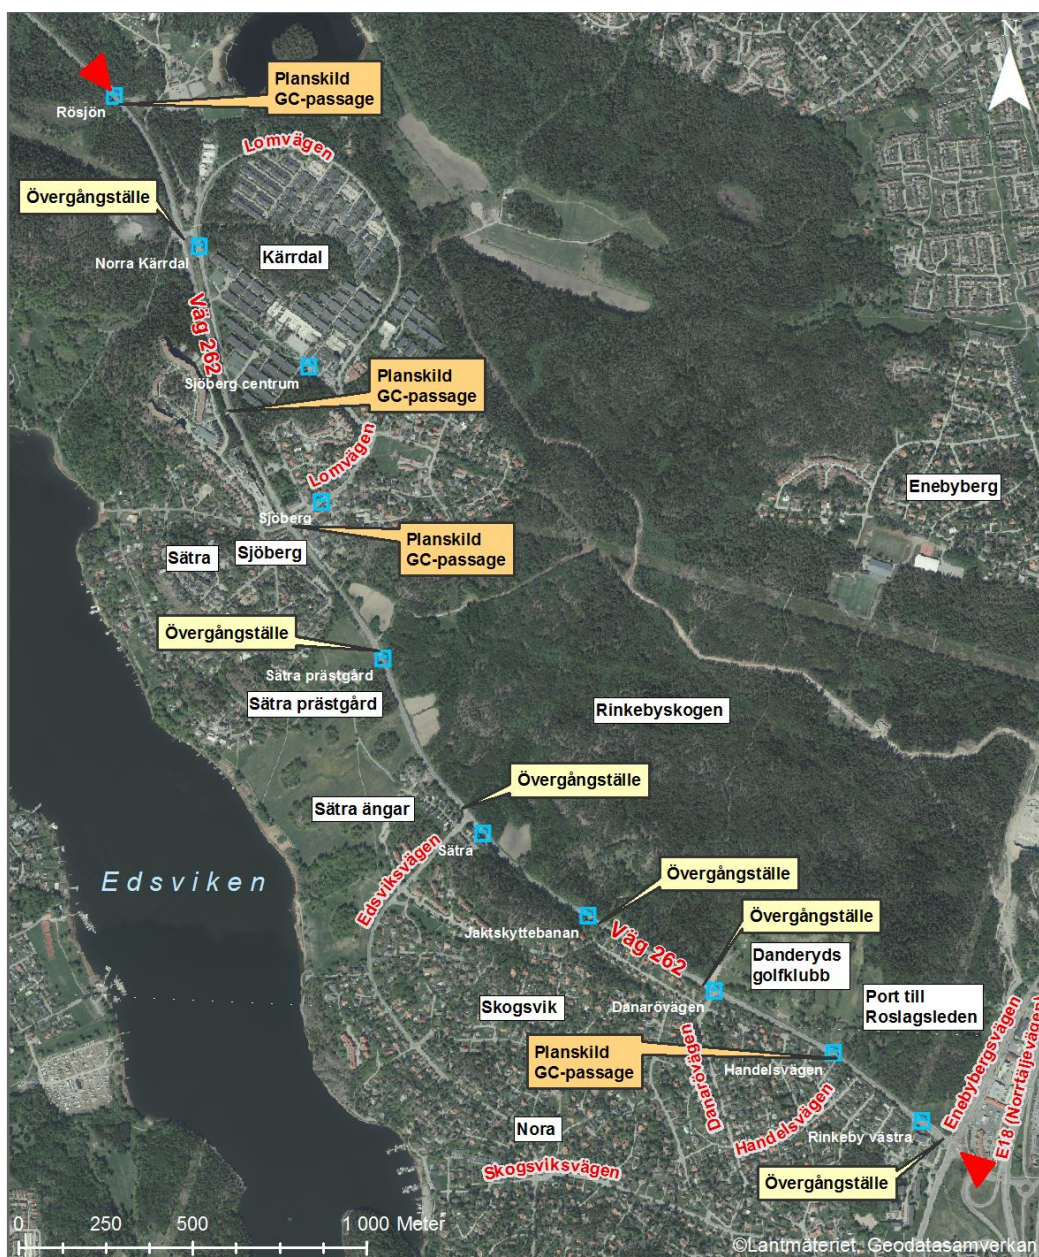 N
Planskild
GC-passage
Rösjön
Lomvägen
Övergångställe
Kärrdal
Norra Kärrdal
Väg 262
Planskild
GC-passage
Sjöberg centrum
Lomvägen
Enebyberg
Sjöberg
Planskild
GC-passage
Sätra
Sjöberg
Övergångställe
Sätra prästgård
Sätra prästgård
Rinkebyskogen
Övergångställe
Sätra ängar
Sätra
Edsviksvägen
Edsviken
Övergångställe
Övergångställe
Jaktskyttebanan
Väg 262
Danderyds
golfklubb
Skogsvik
Danarövägen
Port till
Roslagsleden
Planskild
GC-passage
Handelsvägen
Danarövägen
Handelsvägen
Enebybergsvägen
E18 (Norrtäljevägen)
Nora
Rinkeby västra
Skogsviksvägen
Övergångställe
0 250 500 1 000 Meter
©Lantmäteriet, Geodatasamverkan